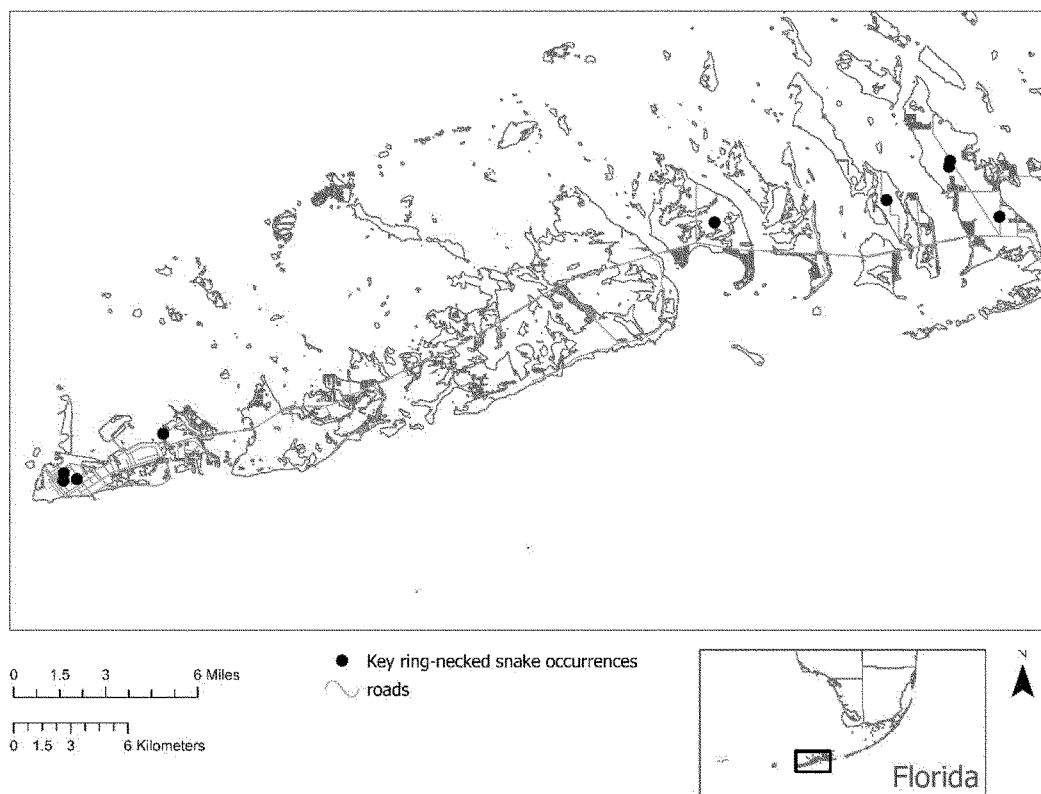 0 1.5 3 6 Miles
0 1.5 3 6 Kilometers
Key ring-necked snake occurrences
roads
N
Florida